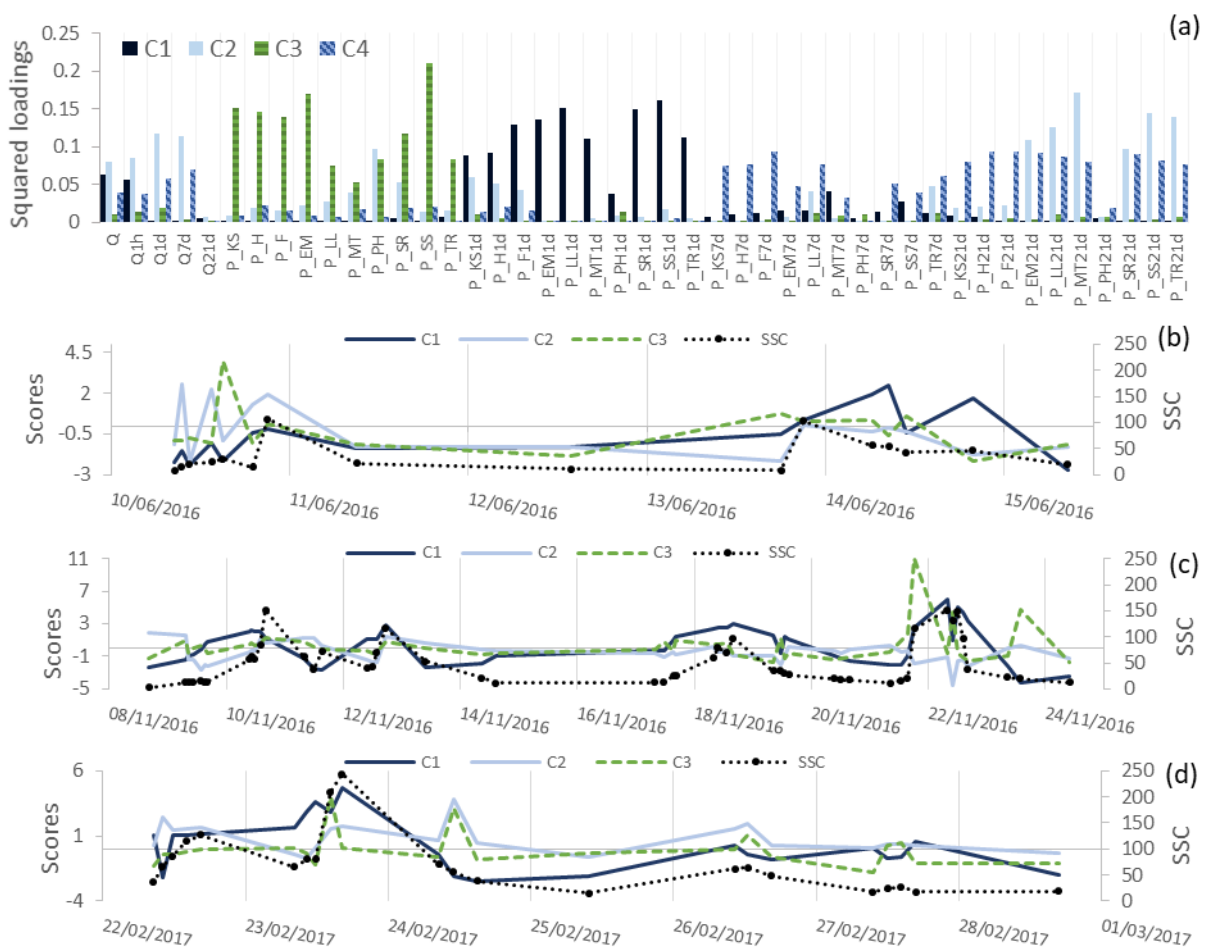 (a)
Squared loadings
0.25
0.2
0.15
0.1
0.05
0
C1 C2 C3 C4
Q Q1h Q1d Q7d Q21d P_KS P_H P_F P_EM P_LL P_MT P_PH P_SR P_SS P_TR P_KS1d P_H1d P_F1d P_EM1d P_LL1d P_MT1d P_PH1d P_SR1d P_SS1d P_TR1d P_KS7d P_H7d P_F7d P_EM7d P_LL7d P_MT7d P_PH7d P_SR7d P_SS7d P_TR7d P_KS21d P_H21d P_F21d P_EM21d P_LL21d P_MT21d P_PH21d P_SR21d P_SS21d P_TR21d
C1 C2 C3 SSC
(b)
Scores
4.5
2
-0.5
-3
250
200
150
100
50
0
SSC
10/06/2016 11/06/2016 12/06/2016 13/06/2016 14/06/2016 15/06/2016
C1 C2 C3 SSC
(c)
Scores
11
7
3
-1
-5
250
200
150
100
50
0
SSC
08/11/2016 10/11/2016 12/11/2016 14/11/2016 16/11/2016 18/11/2016 20/11/2016 22/11/2016 24/11/2016
C1 C2 C3 SSC
(d)
Scores
6
1
-4
250
200
150
100
50
0
SSC
22/02/2017 23/02/2017 24/02/2017 25/02/2017 26/02/2017 27/02/2017 28/02/2017 01/03/2017